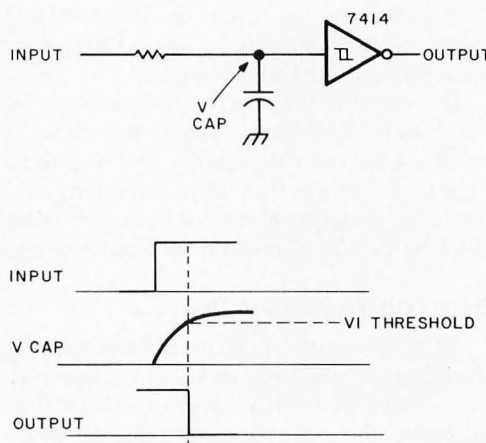 7414
INPUT
OUTPUT
V
CAP
INPUT
VI THRESHOLD
V CAP
OUTPUT